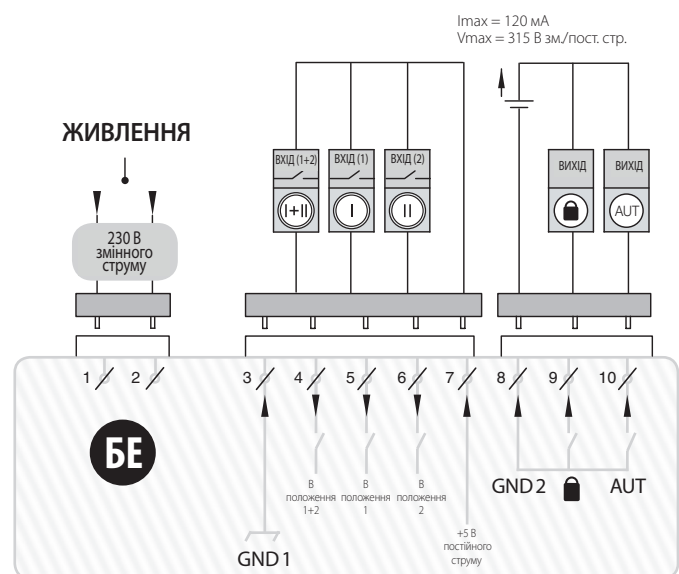 Imax = 120 мА
Vmax = 315 В зм./пост. стр.
ЖИВЛЕННЯ
230 В
змінного
струму
ВХІД (1+2)
ВХІД (1)
ВХІД (2)
I+II
I
II
ВИХІД
ВИХІД
AUT
1
2
3
4
5
6
7
8
9
10
БЕ
В
положення
1+2
В
положення
1
В
положення
2
GND 2
AUT
+5 В
постійного
струму
GND 1